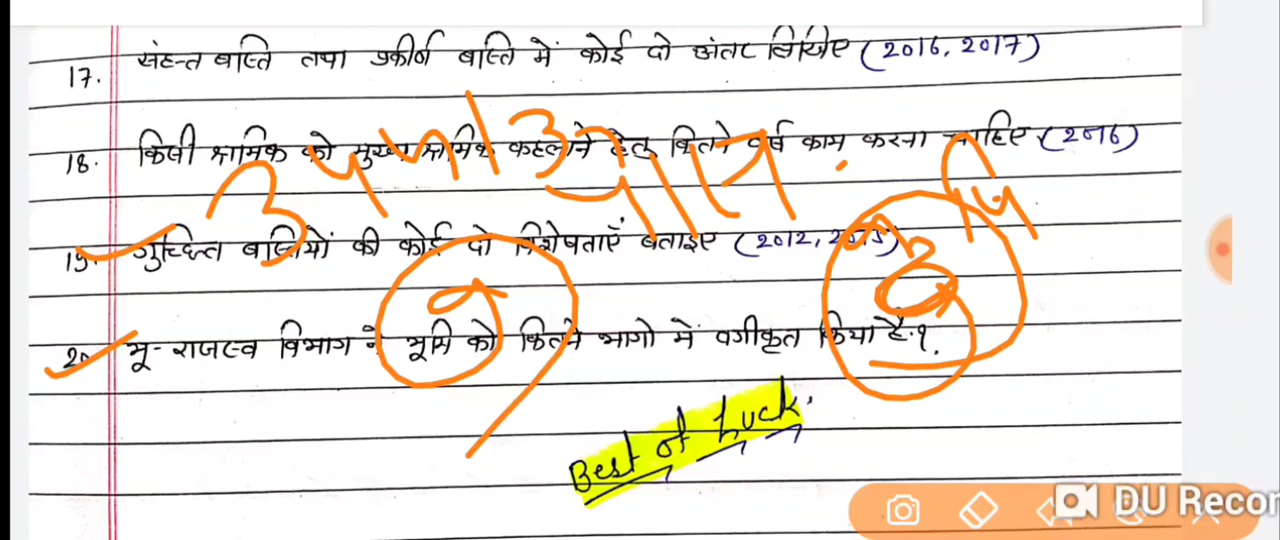 17. संहत बस्ति तथा प्रकीर्ण बस्ति में कोई दो अंतर लिखिए (2016, 2017)
18. किसी श्रमिक को मुख्य श्रमिक कहलाने हेतु कितने वर्ष काम करना चाहिए (2016)
19. गुच्छित बस्तियों की कोई दो विशेषताएँ बताइए (2012, 2015)
20. भू-राजस्व विभाग ने भूमि को कितने भागो में वर्गीकृत किया है?
Best of Luck.
DU Recor